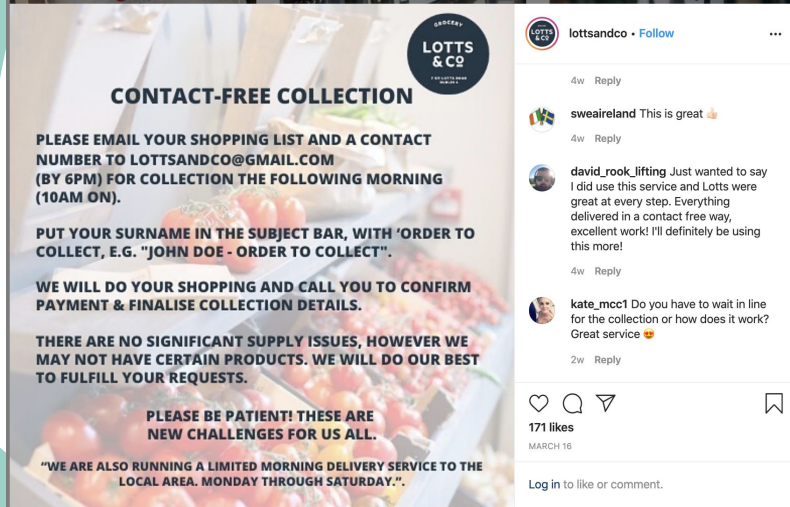 GROCERY
LOTTS
& CO
CONTACT-FREE COLLECTION
PLEASE EMAIL YOUR SHOPPING LIST AND A CONTACT
NUMBER TO LOTTSANDCO@GMAIL.COM
(BY 6PM) FOR COLLECTION THE FOLLOWING MORNING
(10AM ON).
PUT YOUR SURNAME IN THE SUBJECT BAR, WITH ‘ORDER TO
COLLECT, E.G. "JOHN DOE - ORDER TO COLLECT".
WE WILL DO YOUR SHOPPING AND CALL YOU TO CONFIRM
PAYMENT & FINALISE COLLECTION DETAILS.
THERE ARE NO SIGNIFICANT SUPPLY ISSUES, HOWEVER WE
MAY NOT HAVE CERTAIN PRODUCTS. WE WILL DO OUR BEST
TO FULFILL YOUR REQUESTS.
PLEASE BE PATIENT! THESE ARE
NEW CHALLENGES FOR US ALL.
“WE ARE ALSO RUNNING A LIMITED MORNING DELIVERY SERVICE TO THE
LOCAL AREA. MONDAY THROUGH SATURDAY.”.
LOTTS
& CO
lottsandco • Follow
4w Reply
sweaireland This is great 👍🏻
4w Reply
david_rook_lifting Just wanted to say
I did use this service and Lotts were
great at every step. Everything
delivered in a contact free way,
excellent work! I'll definitely be using
this more!
4w Reply
kate_mcc1 Do you have to wait in line
for the collection or how does it work?
Great service 😍
2w Reply
171 likes
MARCH 16
Log in to like or comment.